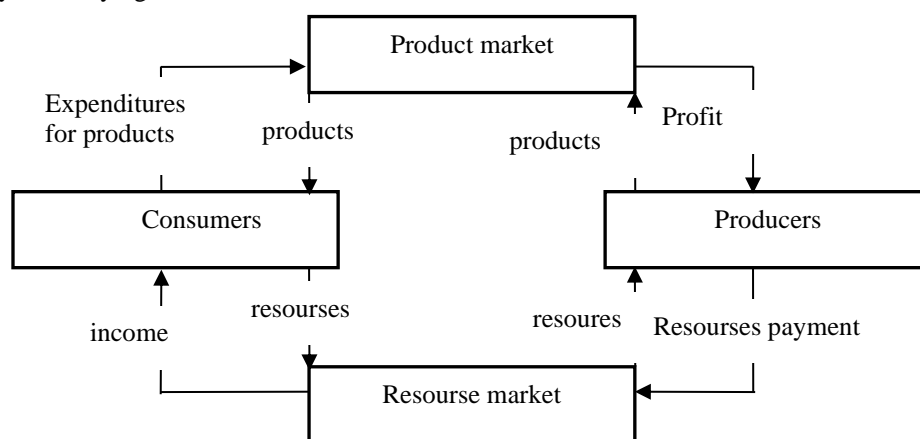 Product market
Expenditures
for products
products
products
Profit
Consumers
Producers
income
resourses
resoures
Resourses payment
Resourse market